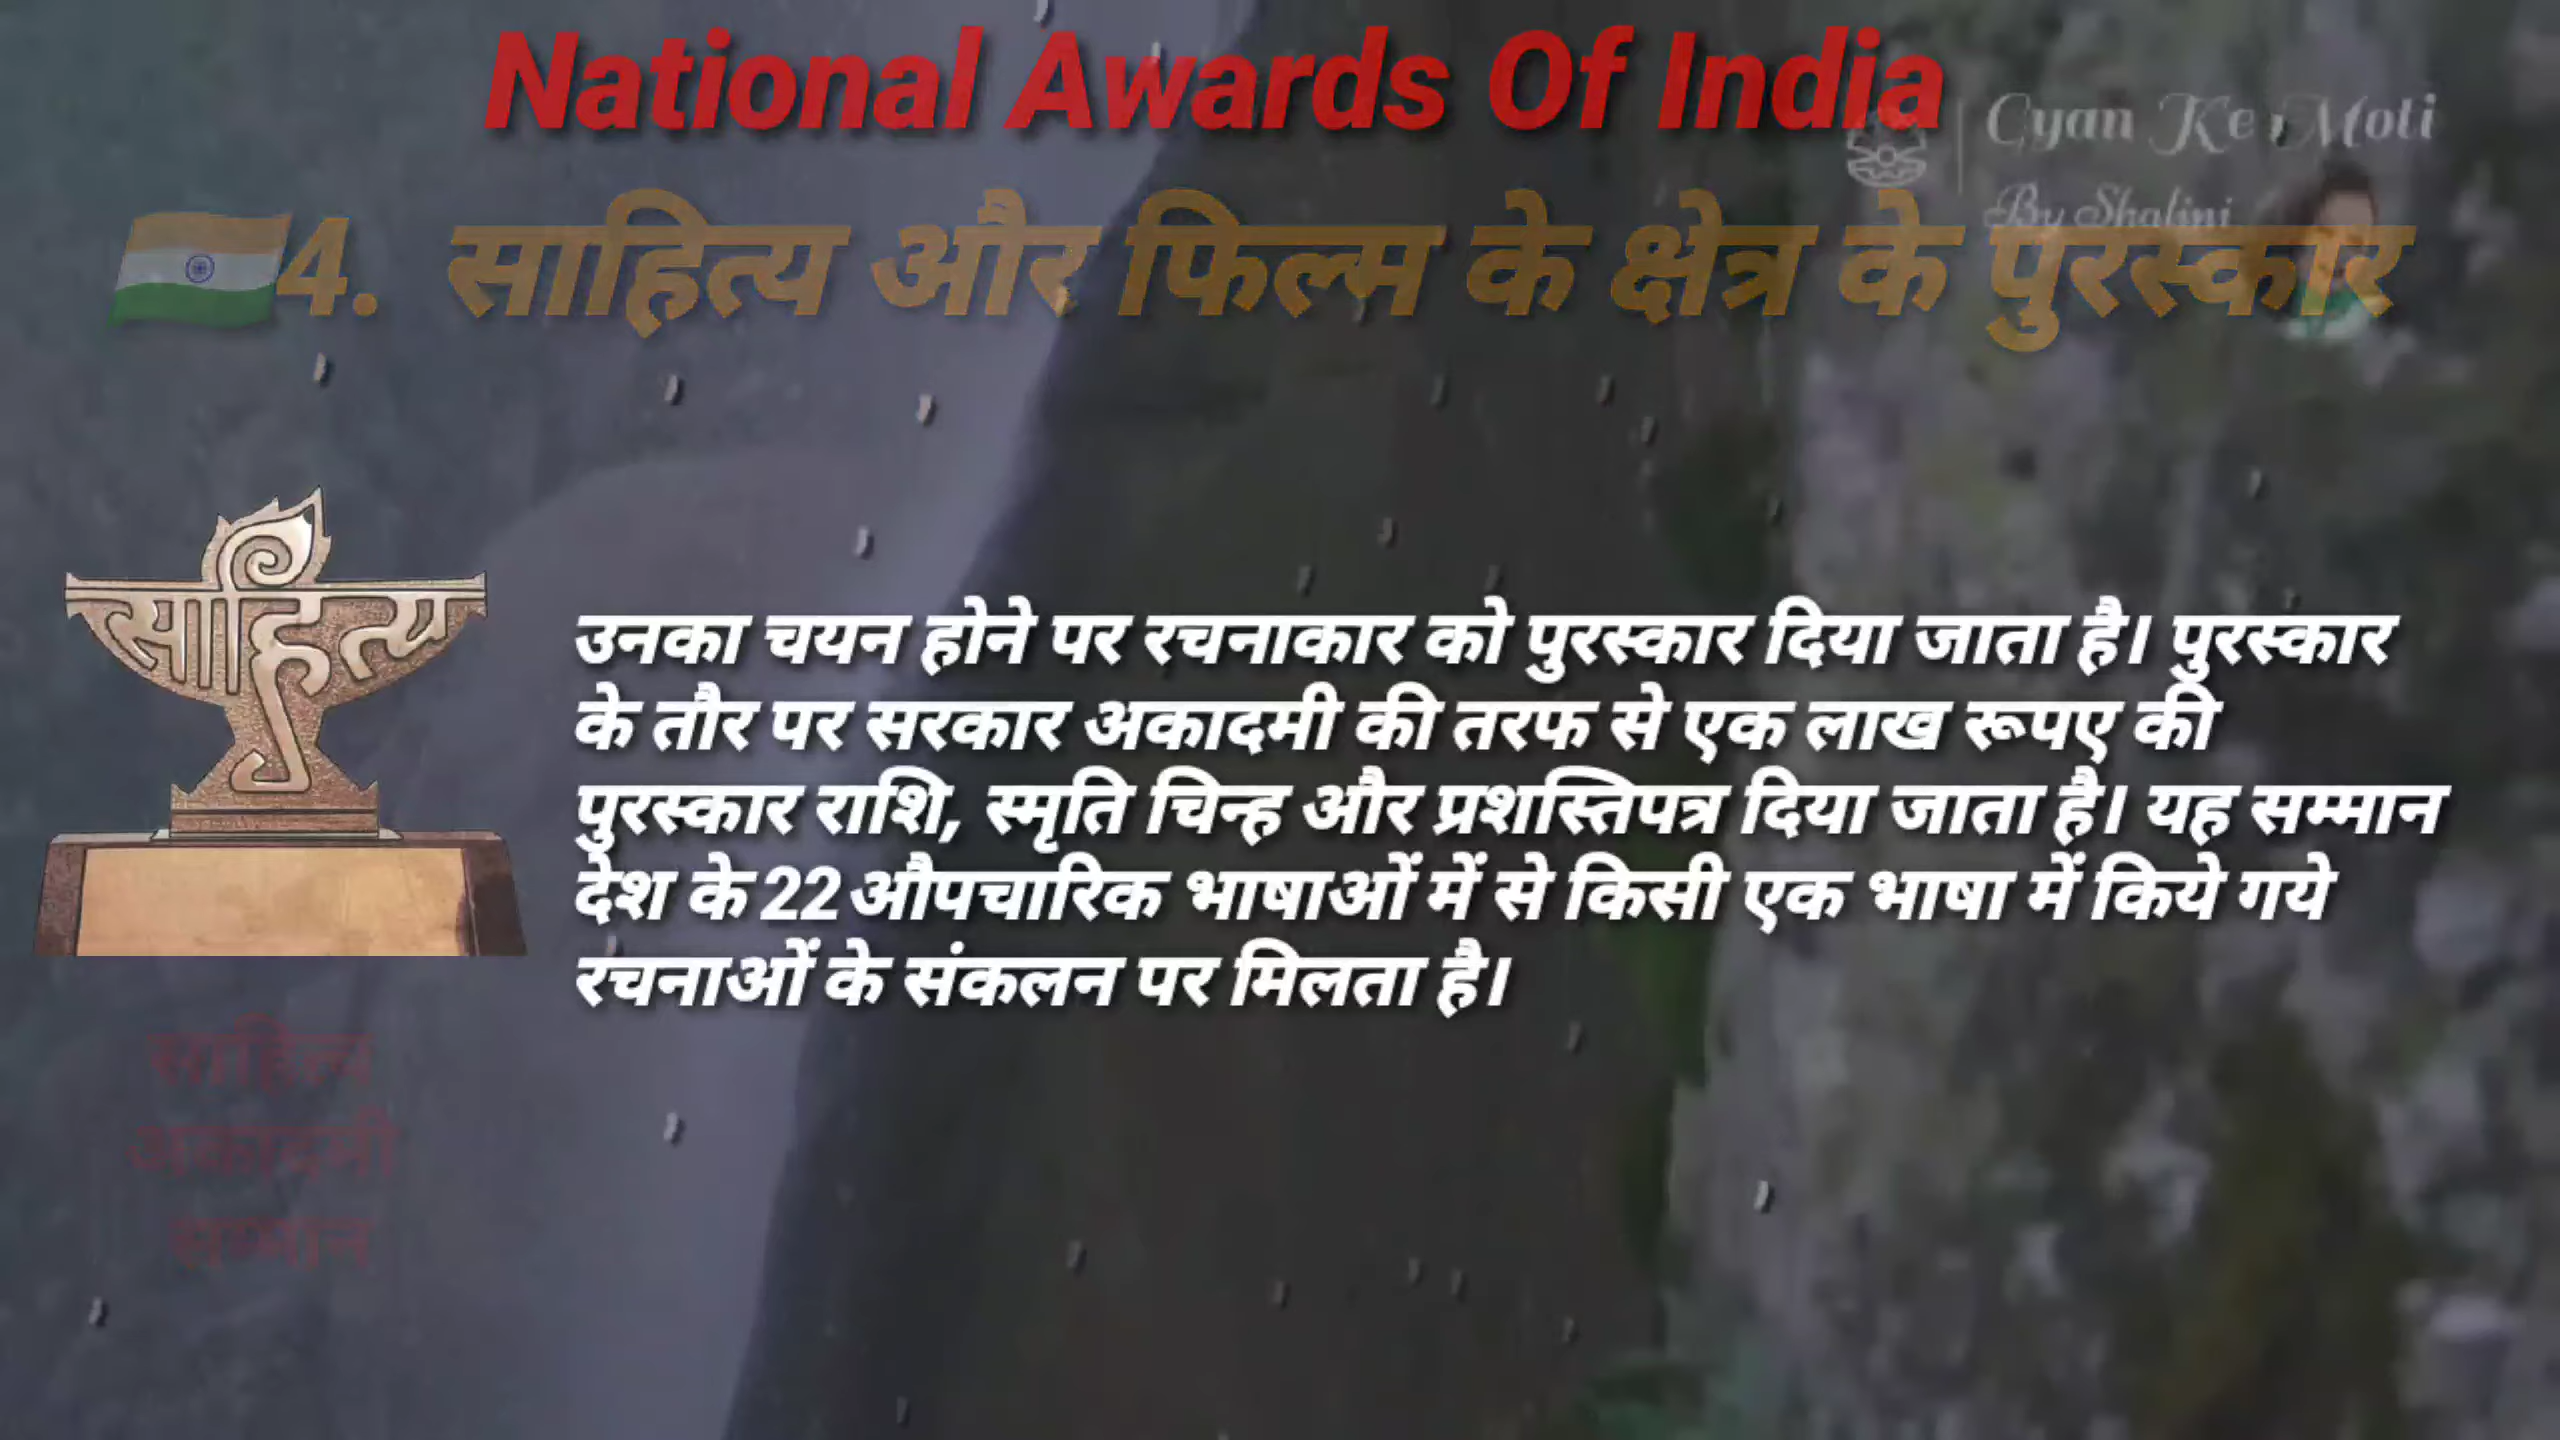 National Awards Of India
Gyan Ke Moti
By Shalini
4. साहित्य और फिल्म के क्षेत्र के पुरस्कार
साहित्य
उनका चयन होने पर रचनाकार को पुरस्कार दिया जाता है। पुरस्कार
के तौर पर सरकार अकादमी की तरफ से एक लाख रूपए की
पुरस्कार राशि, स्मृति चिन्ह और प्रशस्तिपत्र दिया जाता है। यह सम्मान
देश के 22 औपचारिक भाषाओं में से किसी एक भाषा में किये गये
रचनाओं के संकलन पर मिलता है।
साहित्य
अकादमी
सम्मान